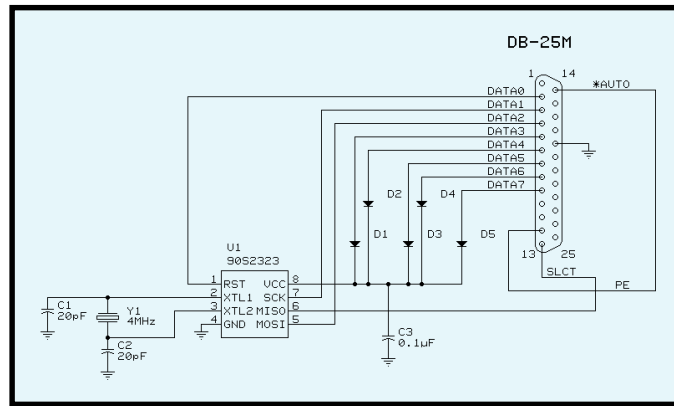 DB-25M
1 14
*AUTO
DATA0
DATA1
DATA2
DATA3
DATA4
DATA5
DATA6
DATA7
D2 D4
D1 D3 D5
13 25
SLCT
PE
U1
90S2323
1 RST VCC 8
2 XTL1 SCK 7
3 XTL2 MISO 6
4 GND MOSI 5
C1
20pF
Y1
4MHz
C2
20pF
C3
0.1µF